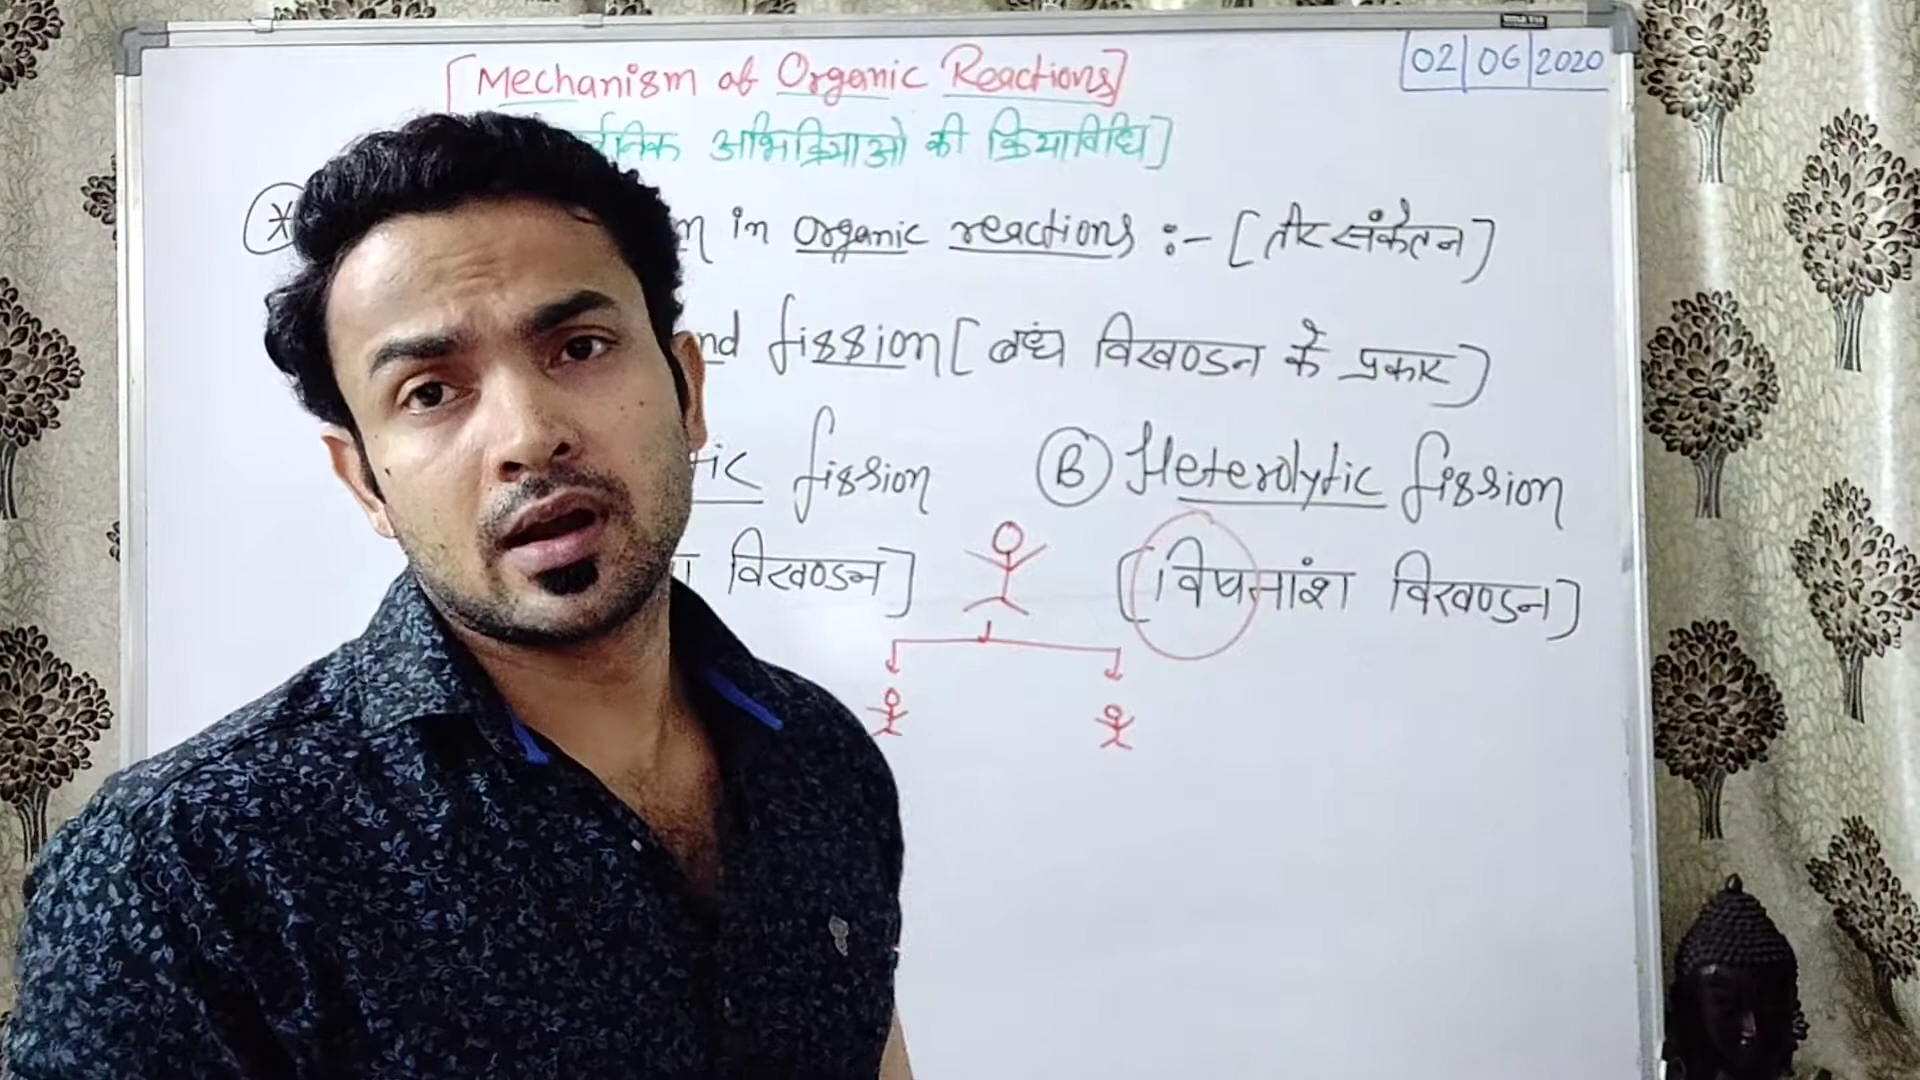 [Mechanism of Organic Reactions]
02/06/2020
अभिक्रियाओ की क्रियाविधि]
in organic reactions :- [तीर संकेतन]
fission [बंध विखण्डन के प्रकार]
fission
(B) Heterolytic fission
विखण्डन]
[विषमांश विखण्डन]